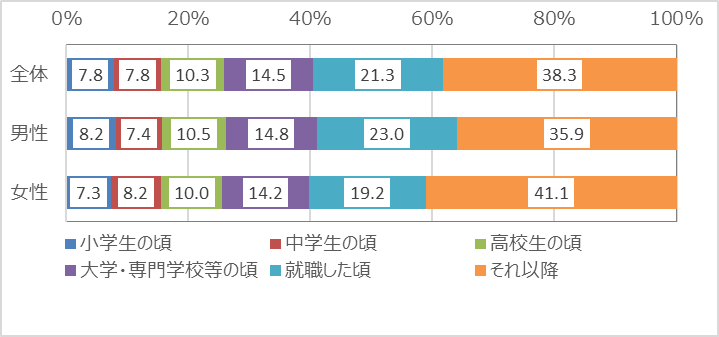 0% 20% 40% 60% 80% 100%
全体 7.8 7.8 10.3 14.5 21.3 38.3
男性 8.2 7.4 10.5 14.8 23.0 35.9
女性 7.3 8.2 10.0 14.2 19.2 41.1
小学生の頃 中学生の頃 高校生の頃
大学・専門学校等の頃 就職した頃 それ以降